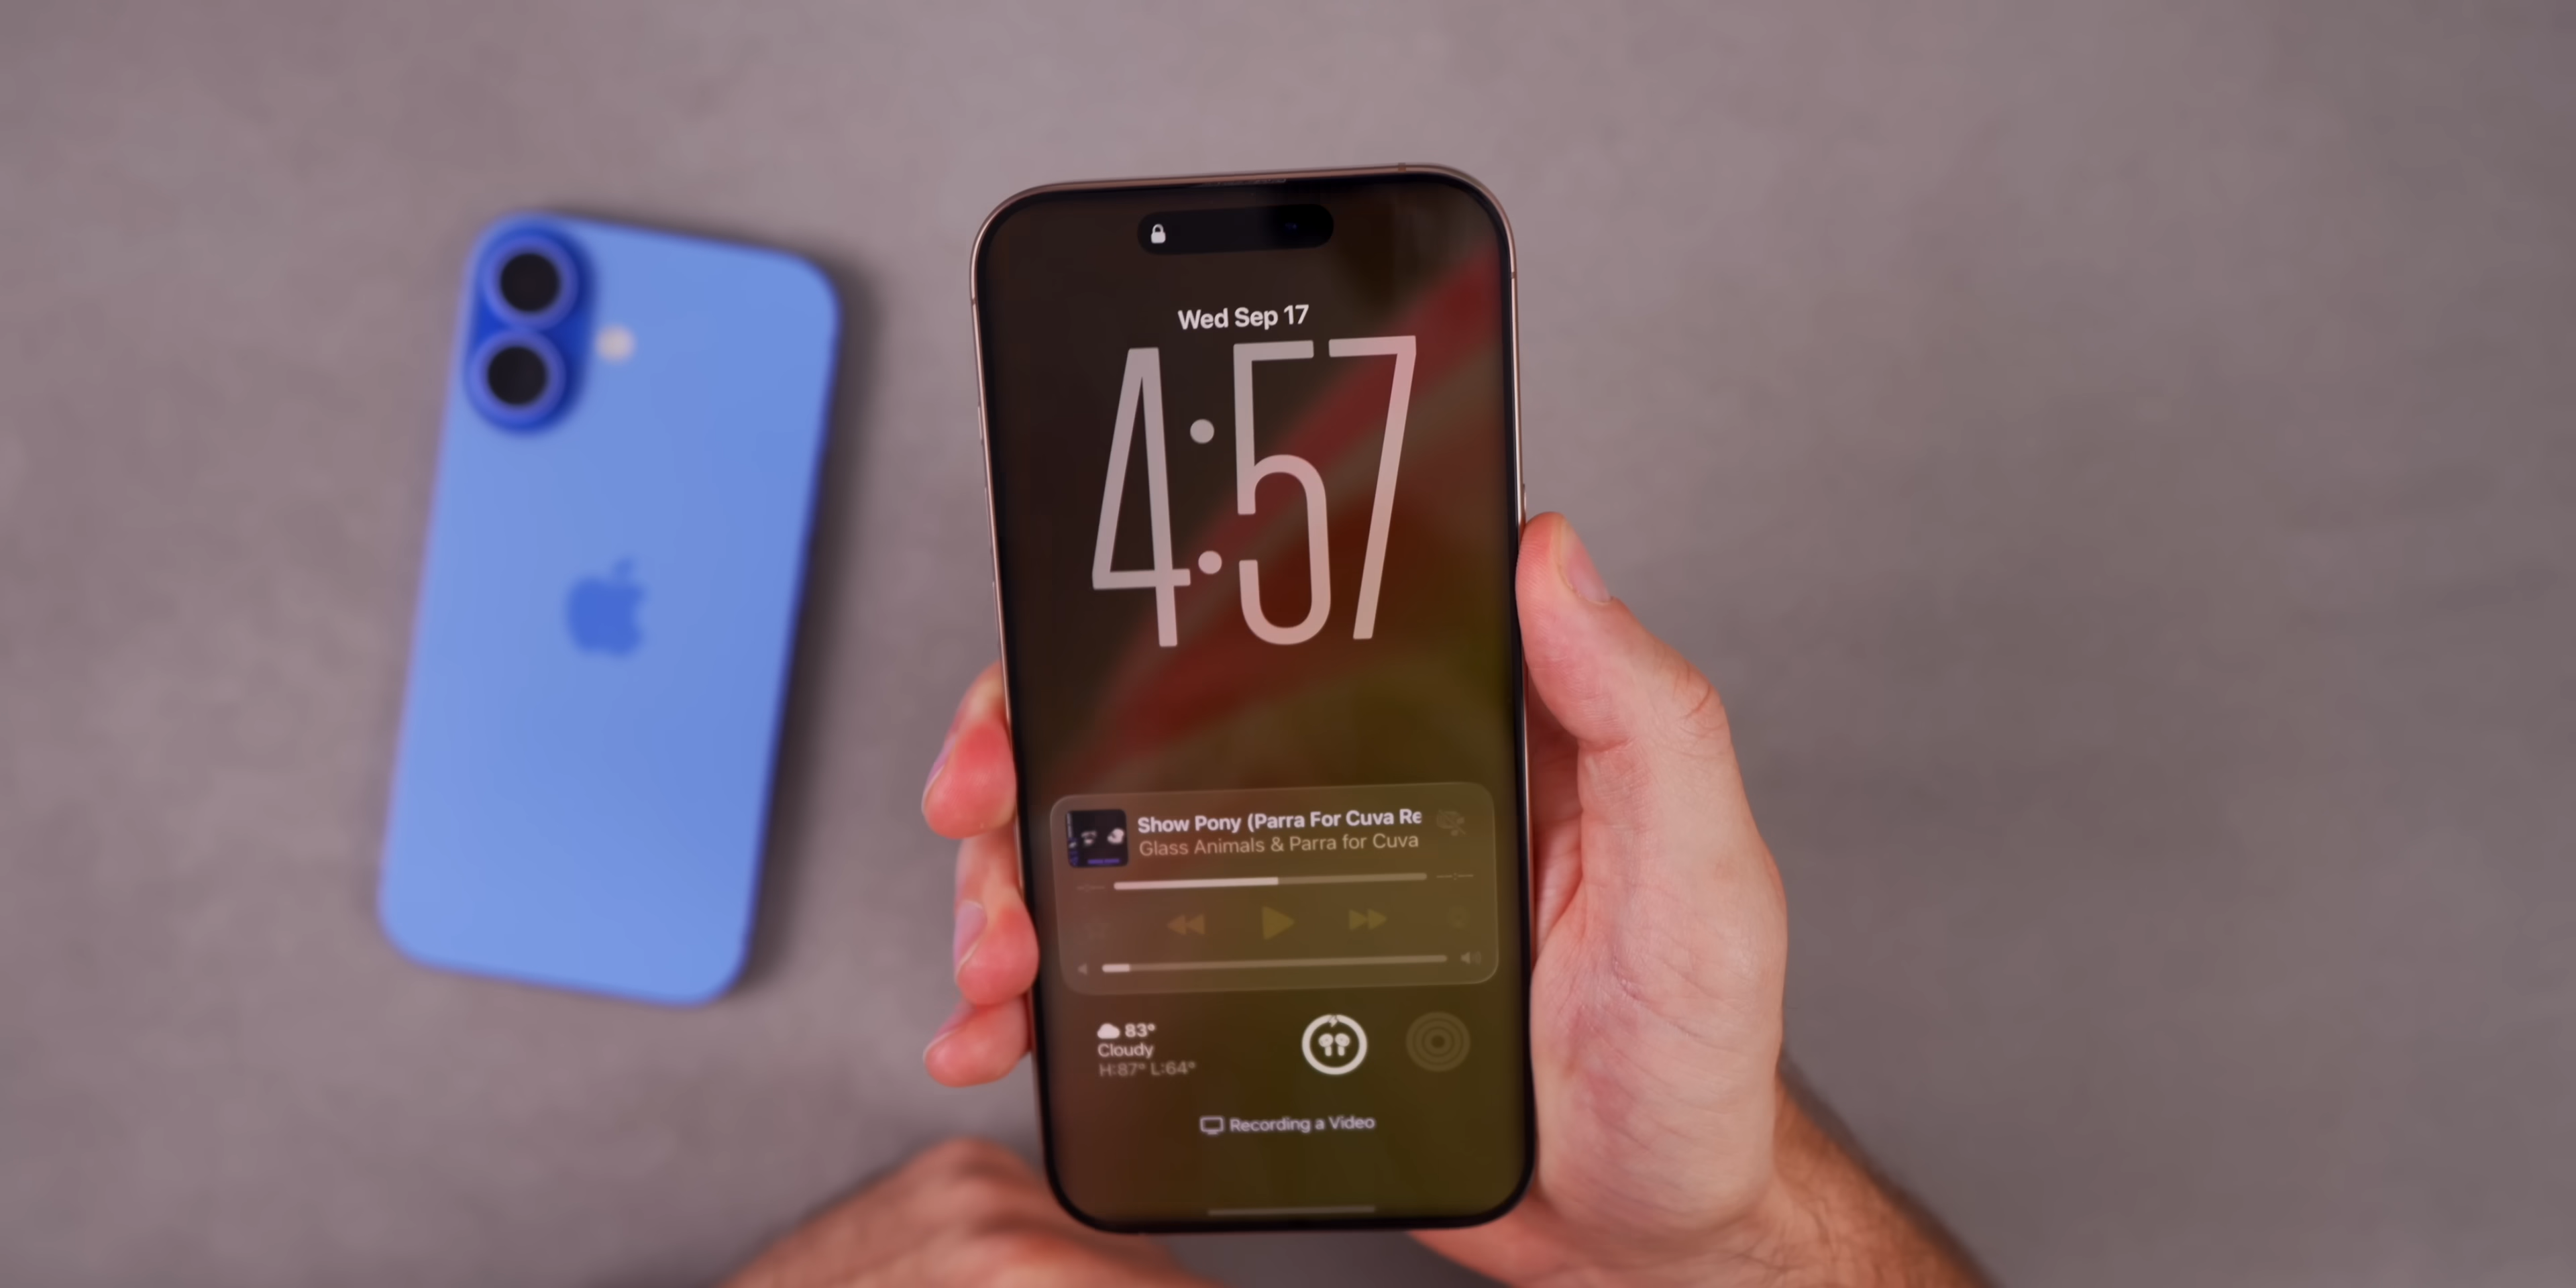 Wed Sep 17
4:57
Show Pony (Parra For Cuva Re
Glass Animals & Parra for Cuva
83°
Cloudy
H:87° L:64°
Recording a Video